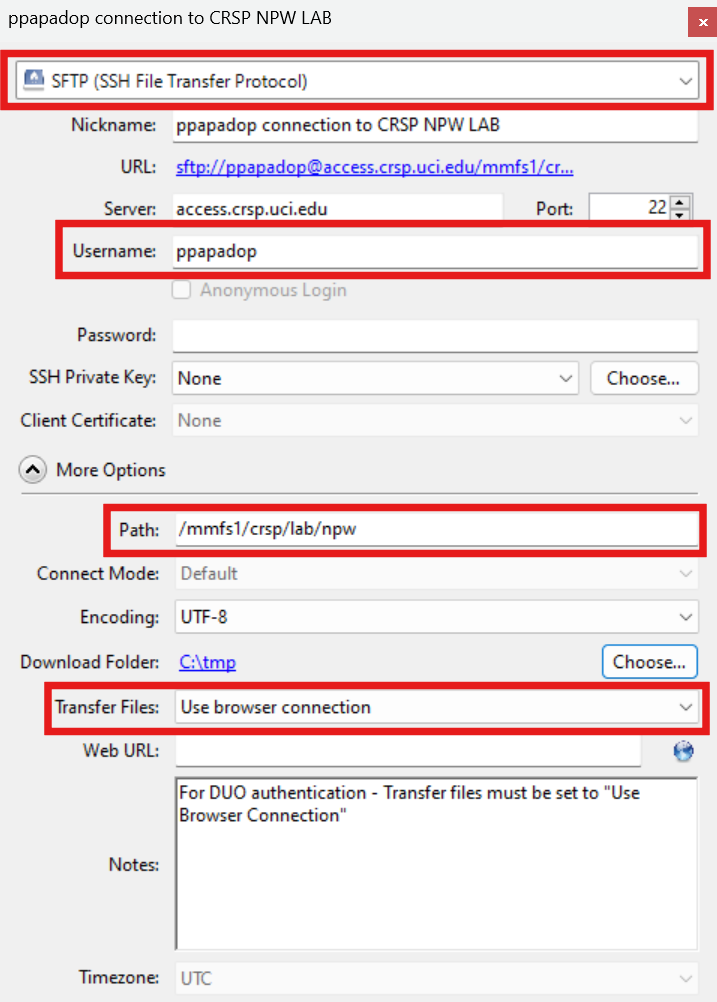 ppapadop connection to CRSP NPW LAB
SFTP (SSH File Transfer Protocol)
Nickname: ppapadop connection to CRSP NPW LAB
URL: sftp://ppapadop@access.crsp.uci.edu/mmfs1/cr...
Server: access.crsp.uci.edu Port: 22
Username: ppapadop
Anonymous Login
Password:
SSH Private Key: None Choose...
Client Certificate: None
More Options
Path: /mmfs1/crsp/lab/npw
Connect Mode: Default
Encoding: UTF-8
Download Folder: C:\tmp Choose...
Transfer Files: Use browser connection
Web URL:
For DUO authentication - Transfer files must be set to "Use
Browser Connection"
Notes:
Timezone: UTC